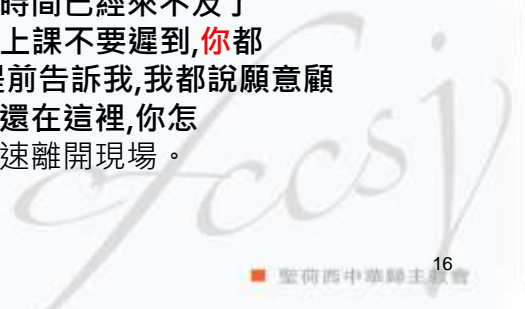 時間已經來不及了
上課不要遲到,你都
前告訴我,我都說願意顧
還在這裡,你怎
速離開現場。
cfccsv
16
■ 聖荷西中華歸主教會